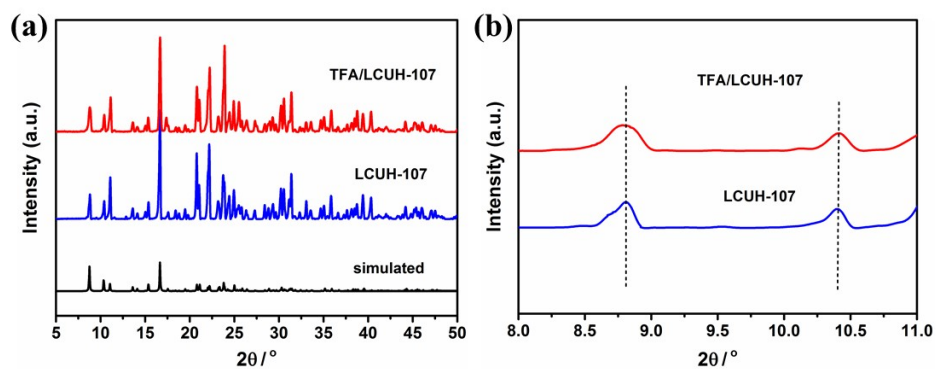 (a)
Intensity (a.u.)
TFA/LCUH-107
LCUH-107
simulated
5 10 15 20 25 30 35 40 45 50
2θ / °
(b)
Intensity (a.u.)
TFA/LCUH-107
LCUH-107
8.0 8.5 9.0 9.5 10.0 10.5 11.0
2θ / °